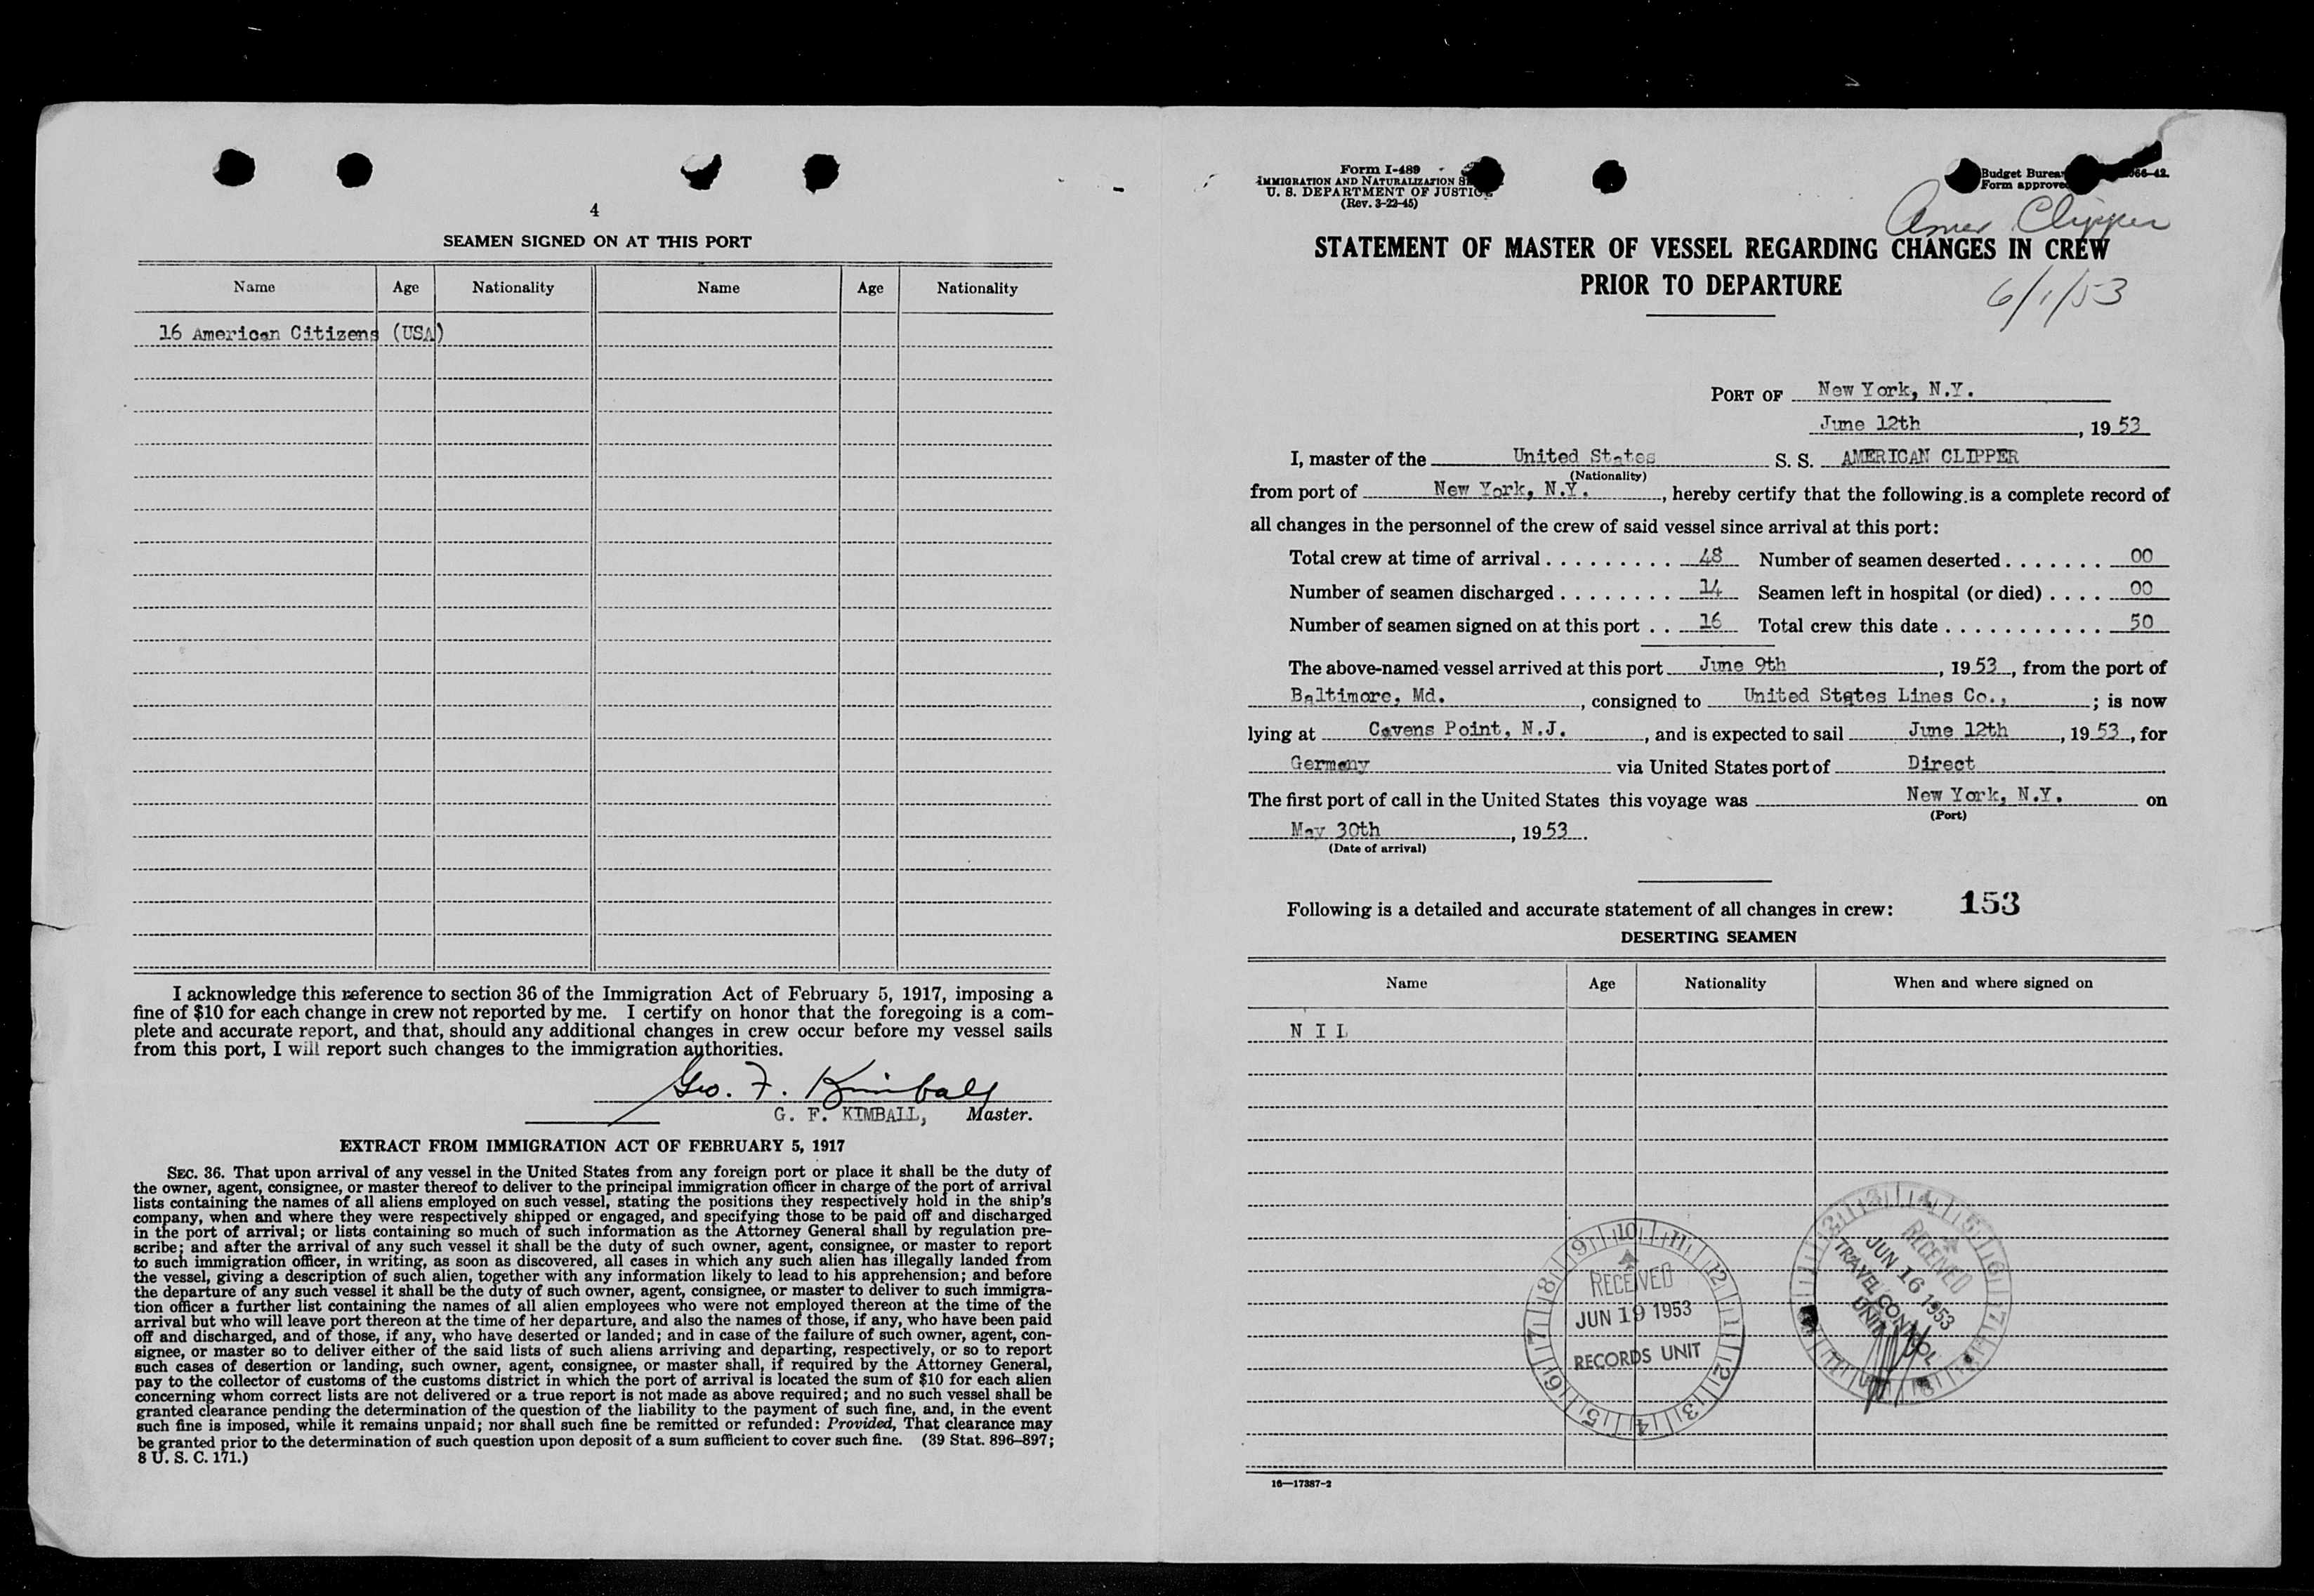 4
SEAMEN SIGNED ON AT THIS PORT
Name Age Nationality Name Age Nationality
16 American Citizens (USA)
I acknowledge this reference to section 36 of the Immigration Act of February 5, 1917, imposing a
fine of $10 for each change in crew not reported by me. I certify on honor that the foregoing is a com-
plete and accurate report, and that, should any additional changes in crew occur before my vessel sails
from this port, I will report such changes to the immigration authorities.
Geo. F. Kimball
G. F. KIMBALL, Master.
EXTRACT FROM IMMIGRATION ACT OF FEBRUARY 5, 1917
SEC. 36. That upon arrival of any vessel in the United States from any foreign port or place it shall be the duty of
the owner, agent, consignee, or master thereof to deliver to the principal immigration officer in charge of the port of arrival
lists containing the names of all aliens employed on such vessel, stating the positions they respectively hold in the ship's
company, when and where they were respectively shipped or engaged, and specifying those to be paid off and discharged
in the port of arrival; or lists containing so much of such information as the Attorney General shall by regulation pre-
scribe; and after the arrival of any such vessel it shall be the duty of such owner, agent, consignee, or master to report
to such immigration officer, in writing, as soon as discovered, all cases in which any such alien has illegally landed from
the vessel, giving a description of such alien, together with any information likely to lead to his apprehension; and before
the departure of any such vessel it shall be the duty of such owner, agent, consignee, or master to deliver to such immigra-
tion officer a further list containing the names of all alien employees who were not employed thereon at the time of the
arrival but who will leave port thereon at the time of her departure, and also the names of those, if any, who have been paid
off and discharged, and of those, if any, who have deserted or landed; and in case of the failure of such owner, agent, con-
signee, or master so to deliver either of the said lists of such aliens arriving and departing, respectively, or so to report
such cases of desertion or landing, such owner, agent, consignee, or master shall, if required by the Attorney General,
pay to the collector of customs of the customs district in which the port of arrival is located the sum of $10 for each alien
concerning whom correct lists are not delivered or a true report is not made as above required; and no such vessel shall be
granted clearance pending the determination of the question of the liability to the payment of such fine, and, in the event
such fine is imposed, while it remains unpaid; nor shall such fine be remitted or refunded: Provided, That clearance may
be granted prior to the determination of such question upon deposit of a sum sufficient to cover such fine. (39 Stat. 896–897;
8 U. S. C. 171.)
Form I-489
IMMIGRATION AND NATURALIZATION
U. S. DEPARTMENT OF JUSTICE
(Rev. 3-22-45)
Budget Bureau 066-42.
Form approved
Amer Clipper
STATEMENT OF MASTER OF VESSEL REGARDING CHANGES IN CREW
PRIOR TO DEPARTURE
6/1/53
PORT OF New York, N.Y.
June 12th, 19 53
I, master of the United States S. S. AMERICAN CLIPPER
(Nationality)
from port of New York, N.Y., hereby certify that the following is a complete record of
all changes in the personnel of the crew of said vessel since arrival at this port:
Total crew at time of arrival 48 Number of seamen deserted 00
Number of seamen discharged 14 Seamen left in hospital (or died) 00
Number of seamen signed on at this port 16 Total crew this date 50
The above-named vessel arrived at this port June 9th, 19 53, from the port of
Baltimore, Md., consigned to United States Lines Co.,; is now
lying at Cavens Point, N.J., and is expected to sail June 12th, 19 53, for
Germany via United States port of Direct
The first port of call in the United States this voyage was New York, N.Y. on
(Port)
May 30th, 19 53.
(Date of arrival)
Following is a detailed and accurate statement of all changes in crew: 153
DESERTING SEAMEN
Name Age Nationality When and where signed on
N I L
RECEIVED
JUN 19 1953
RECORDS UNIT
RECEIVED
JUN 16 1953
TRAVEL CONTROL
UNIT
16—17387-2